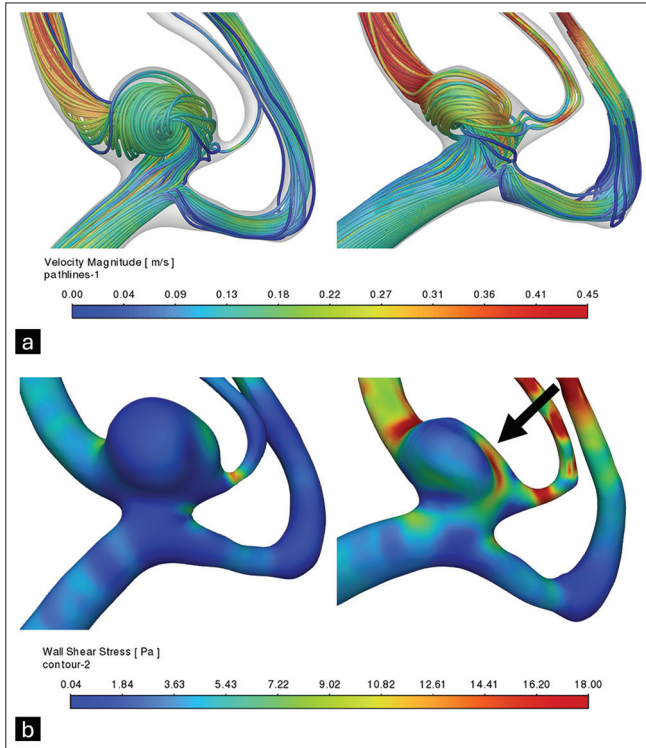 Velocity Magnitude [ m/s ]
pathlines-1
0.00 0.04 0.09 0.13 0.18 0.22 0.27 0.31 0.36 0.41 0.45
a
Wall Shear Stress [ Pa ]
contour-2
0.04 1.84 3.63 5.43 7.22 9.02 10.82 12.61 14.41 16.20 18.00
b